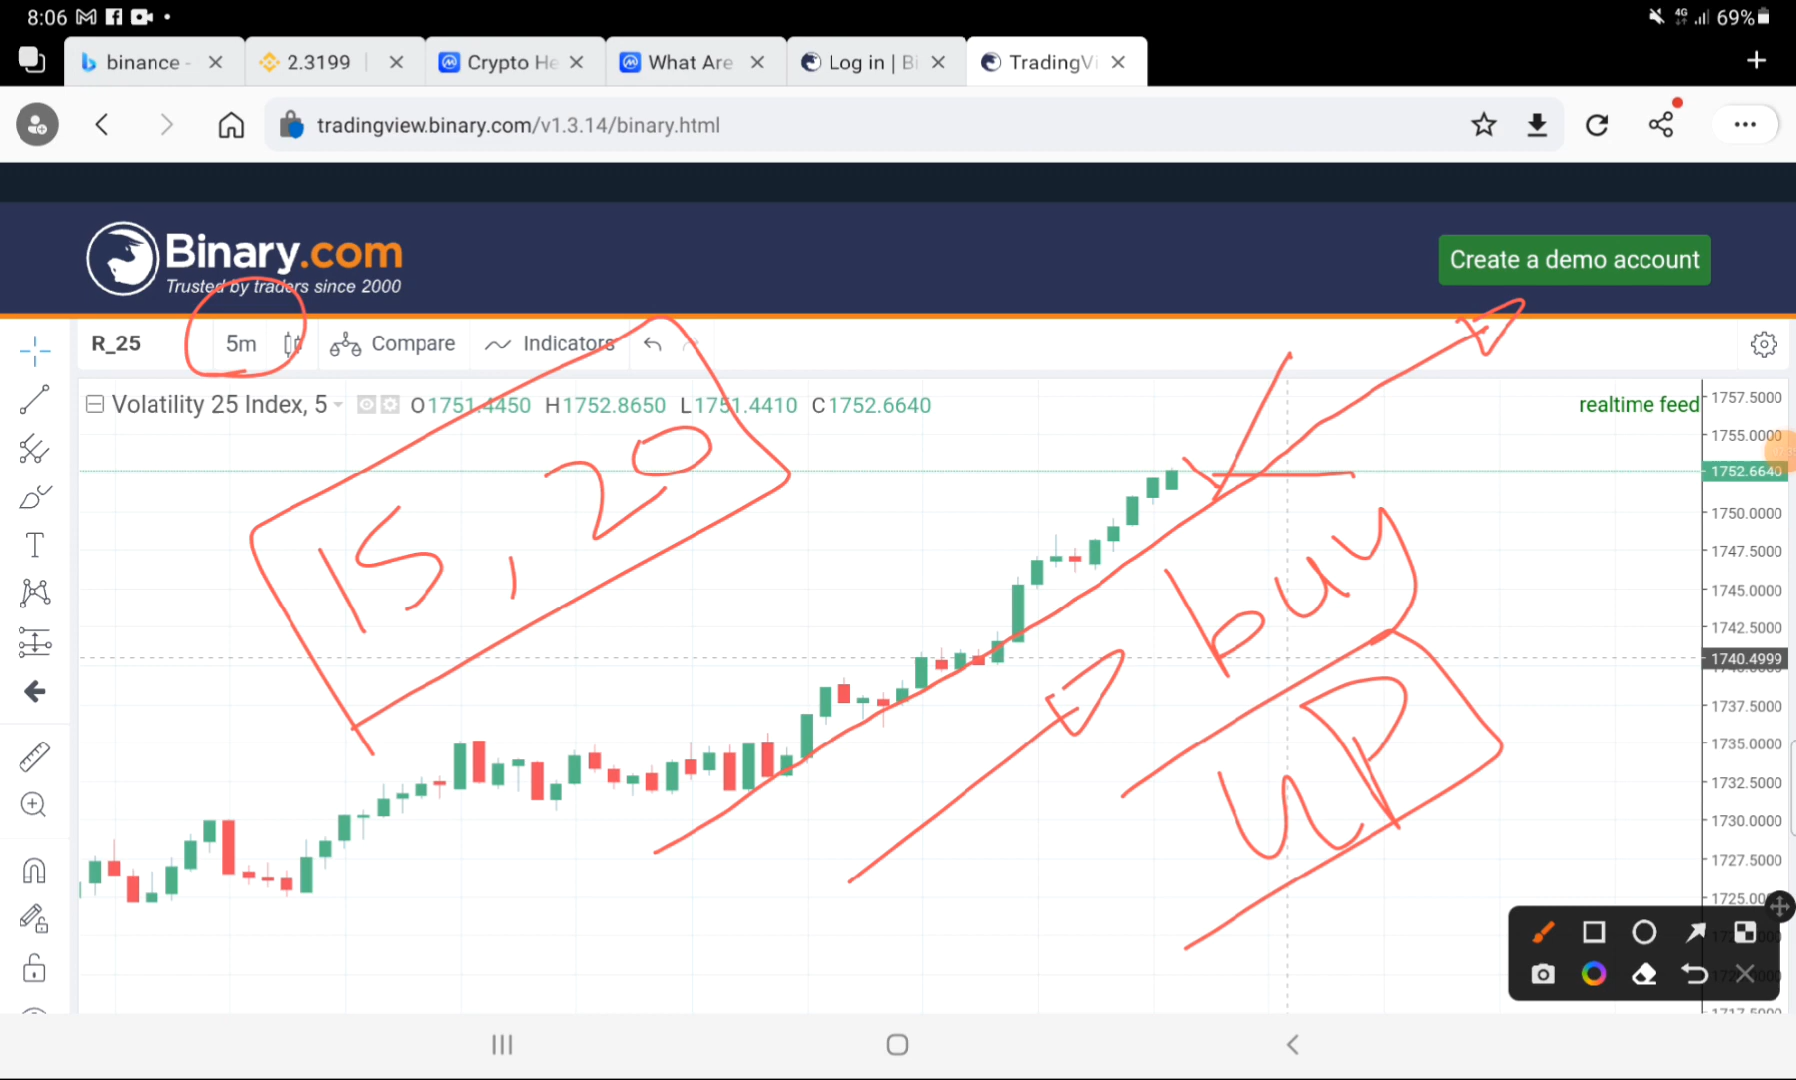 8:06
4G 69%
binance - 2.3199 Crypto He What Are Log in | Bi TradingVi
tradingview.binary.com/v1.3.14/binary.html
Binary.com
Trusted by traders since 2000
Create a demo account
R_25 5m Compare Indicators
Volatility 25 Index, 5 O1751.4450 H1752.8650 L1751.4410 C1752.6640
realtime feed
1757.5000
1755.0000
1752.6640
1750.0000
1747.5000
1745.0000
1742.5000
1740.4999
1737.5000
1735.0000
1732.5000
1730.0000
1727.5000
1725.00
15, 20
buy
UP